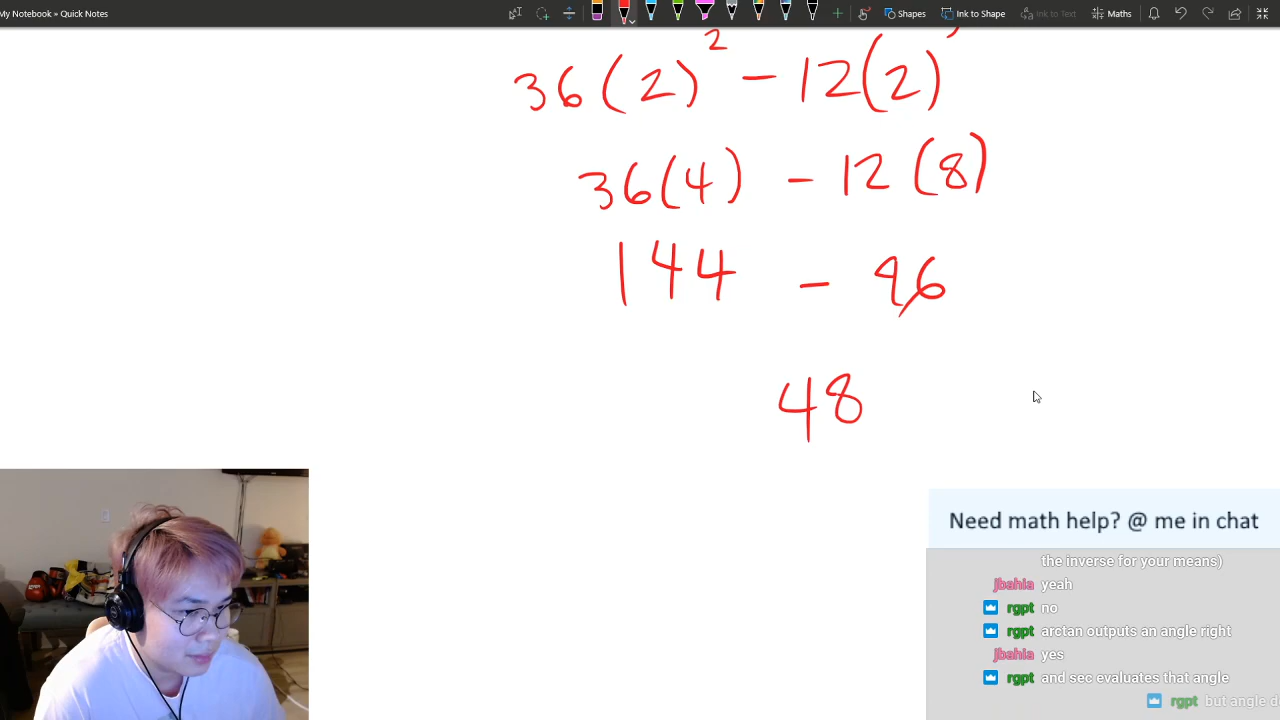 My Notebook » Quick Notes
Shapes
Ink to Shape
Ink to Text
Maths
36(2)² - 12(2)
36(4) - 12(8)
144 - 96
48
Need math help? @ me in chat
the inverse for your means)
jbahia yeah
rgpt no
rgpt arctan outputs an angle right
jbahia yes
rgpt and sec evaluates that angle
rgpt but angle